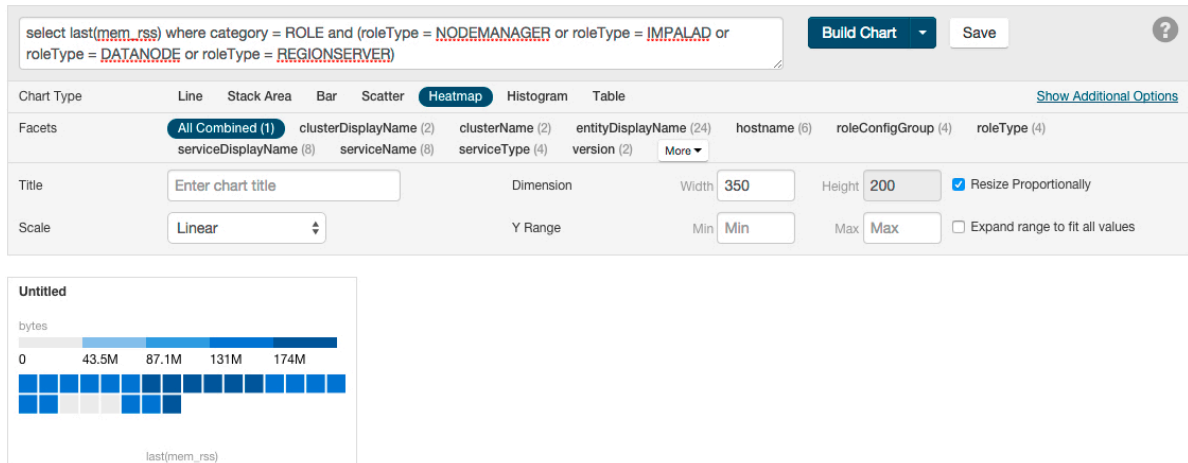 select last(mem_rss) where category = ROLE and (roleType = NODEMANAGER or roleType = IMPALAD or
roleType = DATANODE or roleType = REGIONSERVER)
Build Chart
Save
?
Chart Type
Line Stack Area Bar Scatter Heatmap Histogram Table
Show Additional Options
Facets
All Combined (1) clusterDisplayName (2) clusterName (2) entityDisplayName (24) hostname (6) roleConfigGroup (4) roleType (4)
serviceDisplayName (8) serviceName (8) serviceType (4) version (2) More
Title
Enter chart title
Dimension
Width 350
Height 200
Resize Proportionally
Scale
Linear
Y Range
Min Min
Max Max
Expand range to fit all values
Untitled
bytes
0 43.5M 87.1M 131M 174M
last(mem_rss)